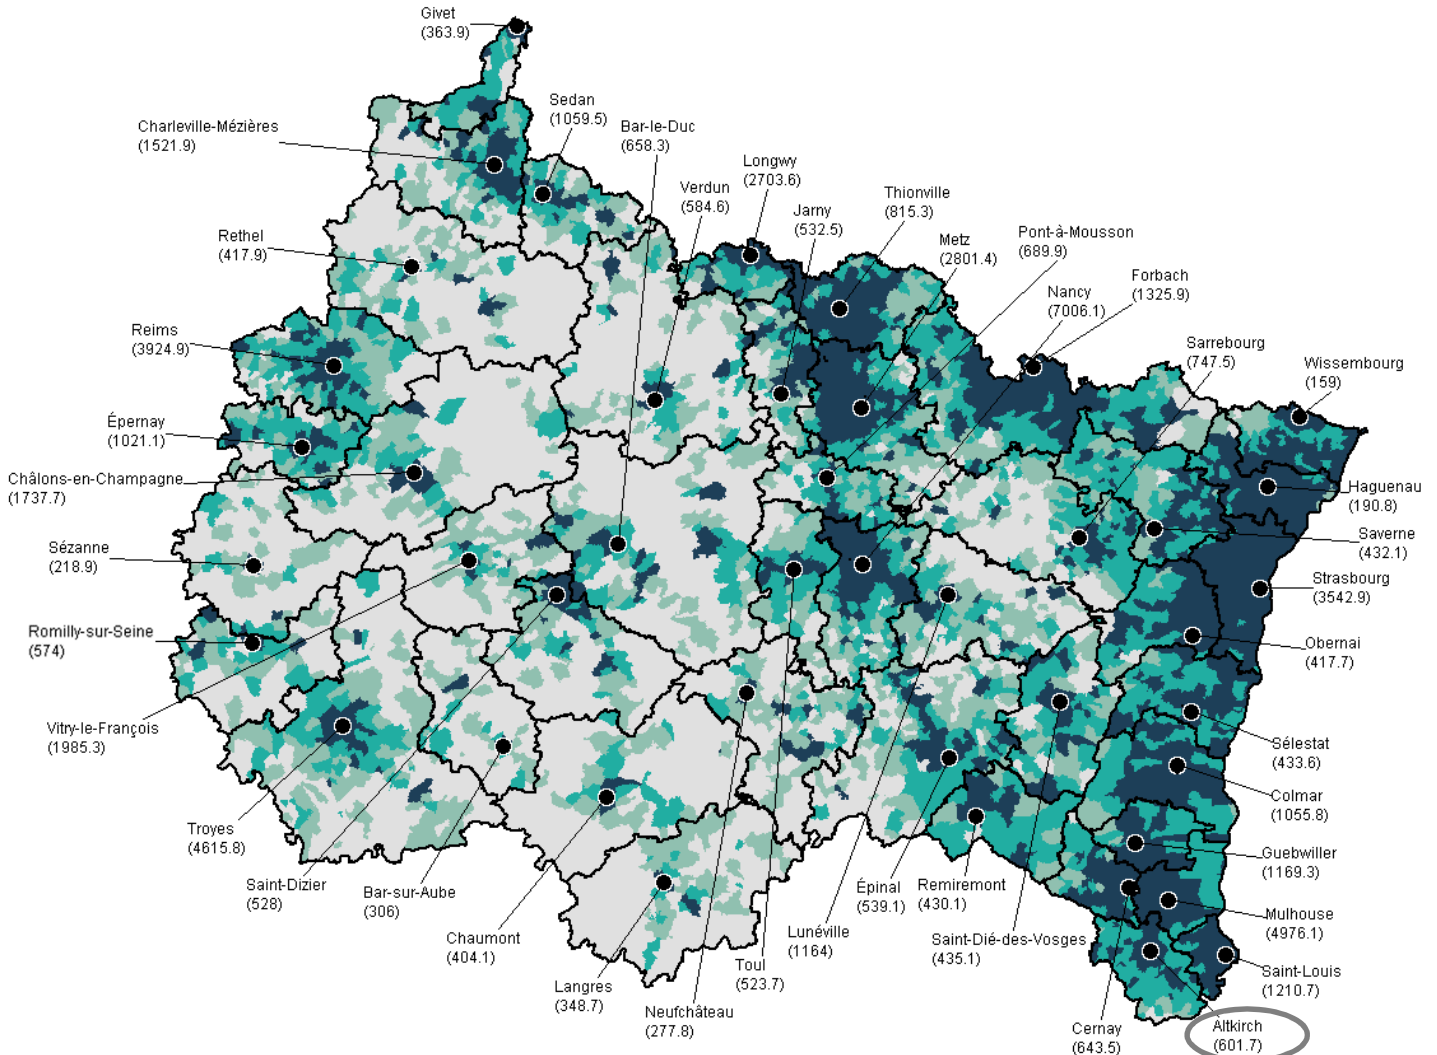 Givet
(363.9)
Sedan
(1059.5)
Charleville-Mézières
(1521.9)
Bar-le-Duc
(658.3)
Longwy
(2703.6)
Verdun
(584.6)
Jarny
(532.5)
Thionville
(815.3)
Metz
(2801.4)
Pont-à-Mousson
(689.9)
Rethel
(417.9)
Forbach
(1325.9)
Nancy
(7006.1)
Reims
(3924.9)
Sarrebourg
(747.5)
Wissembourg
(159)
Épernay
(1021.1)
Châlons-en-Champagne
(1737.7)
Haguenau
(190.8)
Saverne
(432.1)
Sézanne
(218.9)
Strasbourg
(3542.9)
Romilly-sur-Seine
(574)
Obernai
(417.7)
Vitry-le-François
(1985.3)
Sélestat
(433.6)
Colmar
(1055.8)
Troyes
(4615.8)
Guebwiller
(1169.3)
Saint-Dizier
(528)
Bar-sur-Aube
(306)
Épinal
(539.1)
Remiremont
(430.1)
Mulhouse
(4976.1)
Chaumont
(404.1)
Lunéville
(1164)
Saint-Dié-des-Vosges
(435.1)
Toul
(523.7)
Saint-Louis
(1210.7)
Langres
(348.7)
Neufchâteau
(277.8)
Cernay
(643.5)
Altkirch
(601.7)